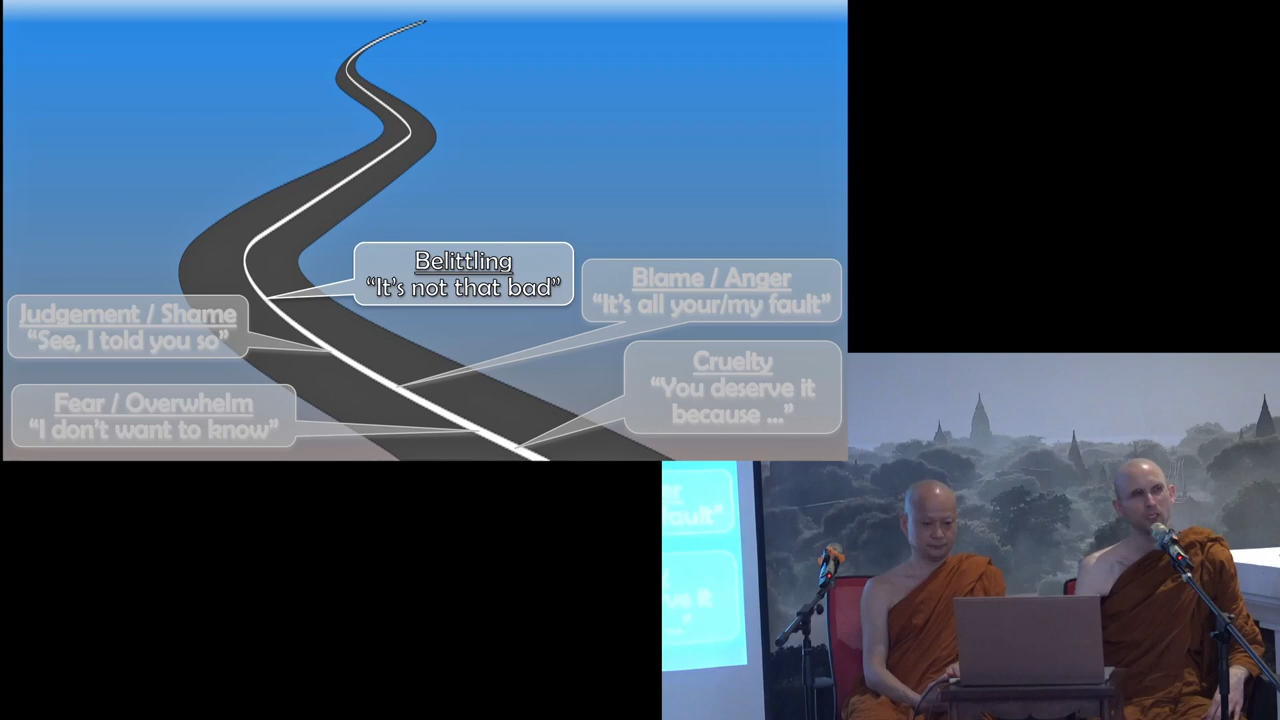 Belittling
“It’s not that bad”
Blame / Anger
“It’s all your/my fault”
Judgement / Shame
“See, I told you so”
Cruelty
“You deserve it
because ...”
Fear / Overwhelm
“I don’t want to know”